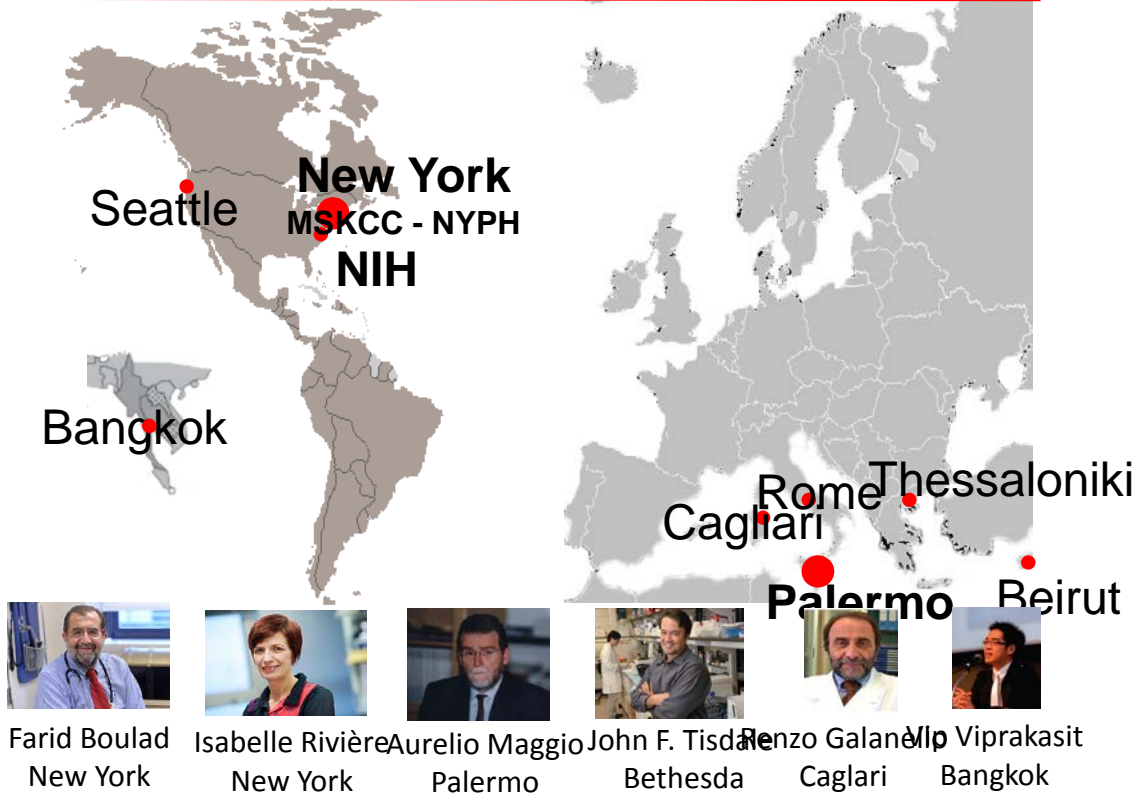 New York
Seattle
MSKCC - NYPH
NIH
Bangkok
Thessaloniki
Rome
Cagliari
Palermo
Beirut
Farid Boulad
New York
Isabelle Rivière
New York
Aurelio Maggio
Palermo
John F. Tisdale
Bethesda
Renzo Galanello
Caglari
Vip Viprakasit
Bangkok